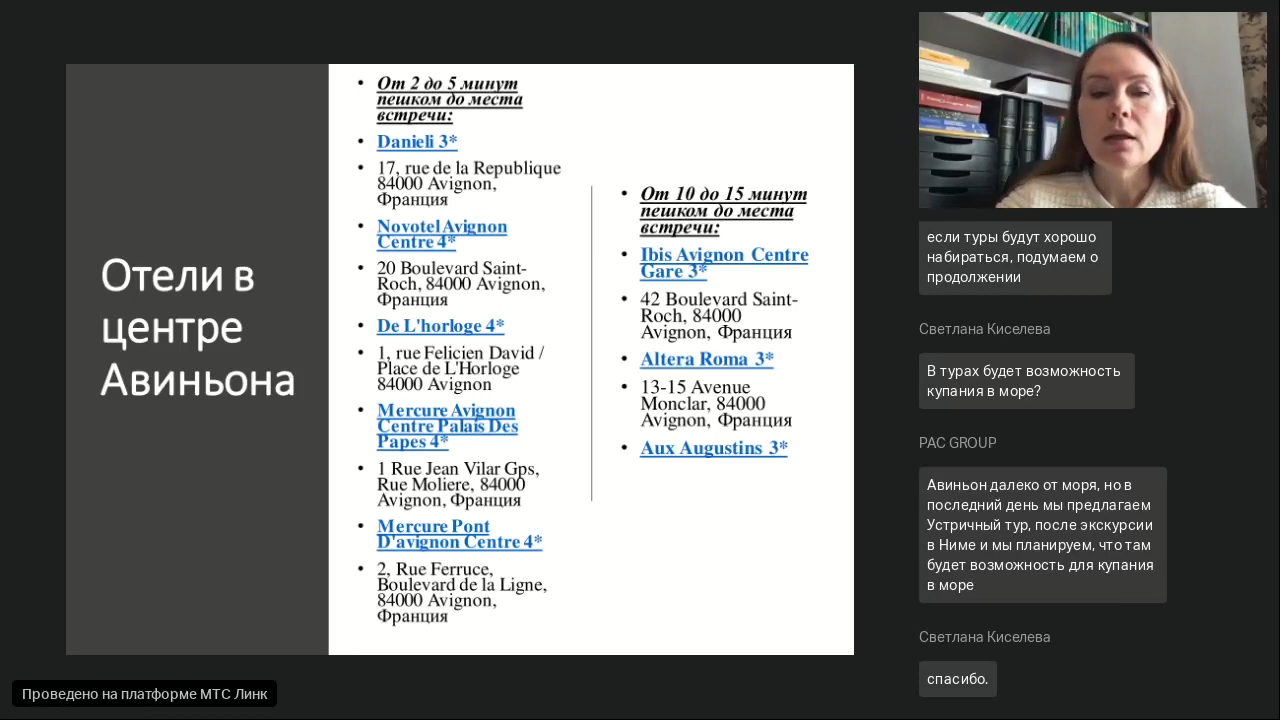 Отели в
центре
Авиньона
От 2 до 5 минут
пешком до места
встречи:
Danieli 3*
17, rue de la Republique
84000 Avignon,
Франция
Novotel Avignon
Centre 4*
20 Boulevard Saint-
Roch, 84000 Avignon,
Франция
De L'horloge 4*
1, rue Felicien David /
Place de L'Horloge
84000 Avignon
Mercure Avignon
Centre Palais Des
Papes 4*
1 Rue Jean Vilar Gps,
Rue Moliere, 84000
Avignon, Франция
Mercure Pont
D'avignon Centre 4*
2, Rue Ferruce,
Boulevard de la Ligne,
84000 Avignon,
Франция
От 10 до 15 минут
пешком до места
встречи:
Ibis Avignon Centre
Gare 3*
42 Boulevard Saint-
Roch, 84000
Avignon, Франция
Altera Roma 3*
13-15 Avenue
Monclar, 84000
Avignon, Франция
Aux Augustins 3*
если туры будут хорошо
набираться, подумаем о
продолжении
Светлана Киселева
В турах будет возможность
купания в море?
PAC GROUP
Авиньон далеко от моря, но в
последний день мы предлагаем
Устричный тур, после экскурсии
в Ниме и мы планируем, что там
будет возможность для купания
в море
Светлана Киселева
спасибо.
Проведено на платформе МТС Линк